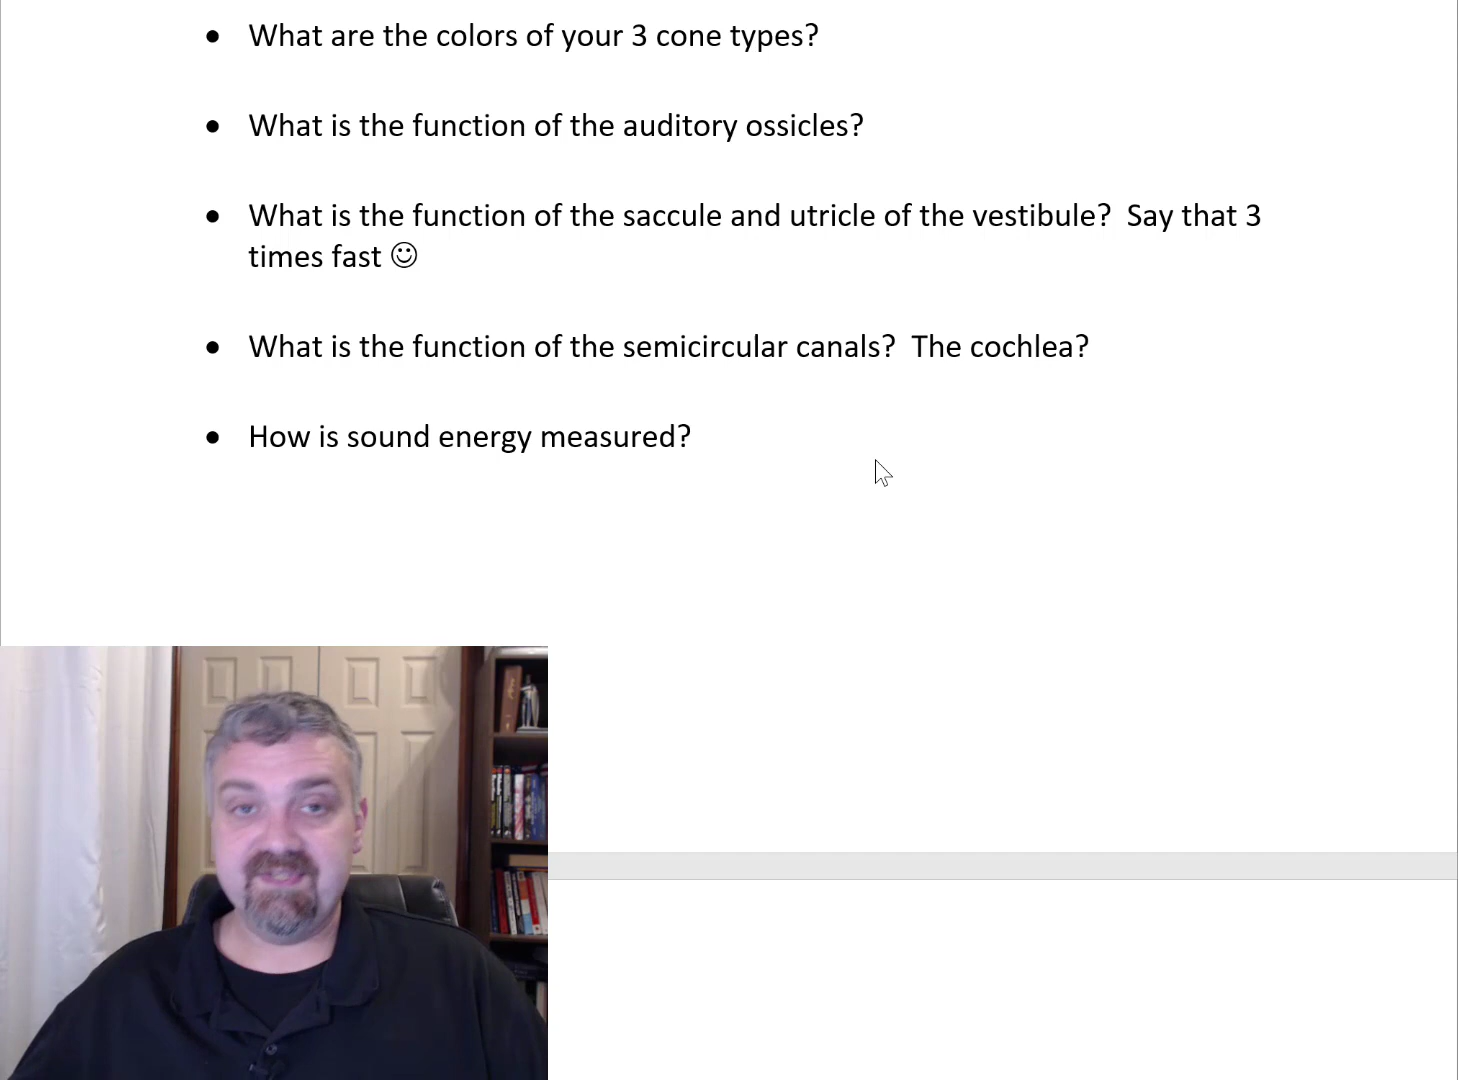 • What are the colors of your 3 cone types?
• What is the function of the auditory ossicles?
• What is the function of the saccule and utricle of the vestibule?  Say that 3
times fast ☺
• What is the function of the semicircular canals?  The cochlea?
• How is sound energy measured?